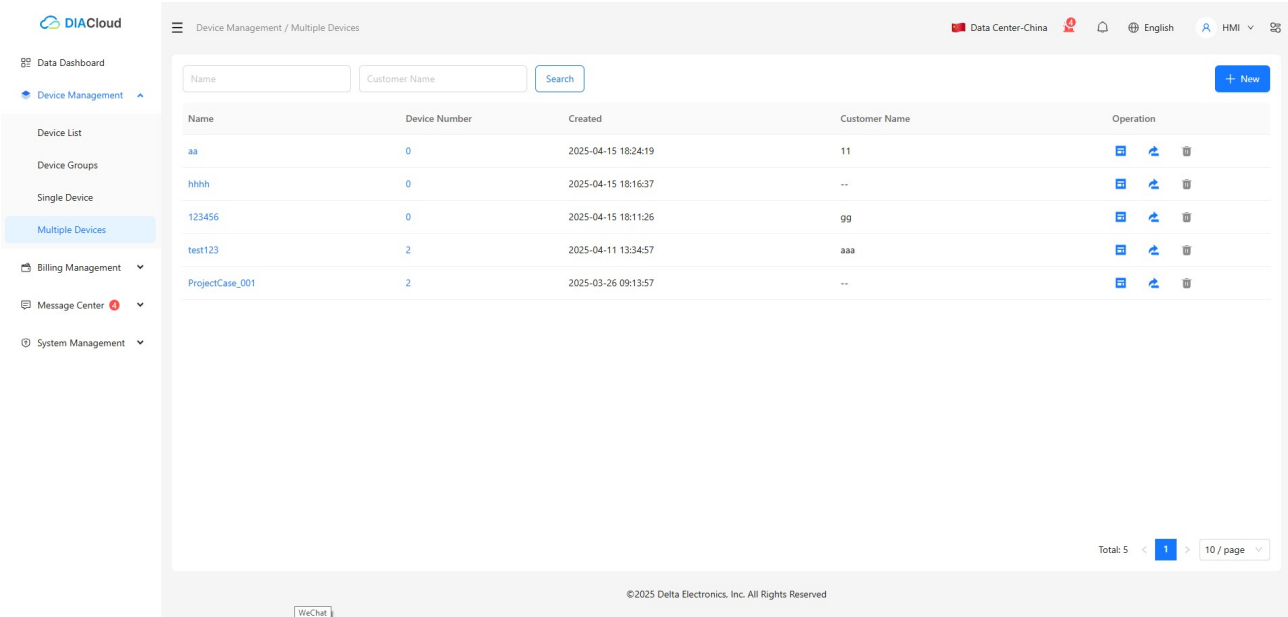 DIACloud
Device Management / Multiple Devices
Data Center-China
4
English
HMI
Data Dashboard
Device Management
Device List
Device Groups
Single Device
Multiple Devices
Billing Management
Message Center 4
System Management
Name Customer Name Search + New
Name Device Number Created Customer Name Operation
aa 0 2025-04-15 18:24:19 11
hhhh 0 2025-04-15 18:16:37 --
123456 0 2025-04-15 18:11:26 gg
test123 2 2025-04-11 13:34:57 aaa
ProjectCase_001 2 2025-03-26 09:13:57 --
Total: 5 < 1 > 10 / page
©2025 Delta Electronics, Inc. All Rights Reserved
WeChat